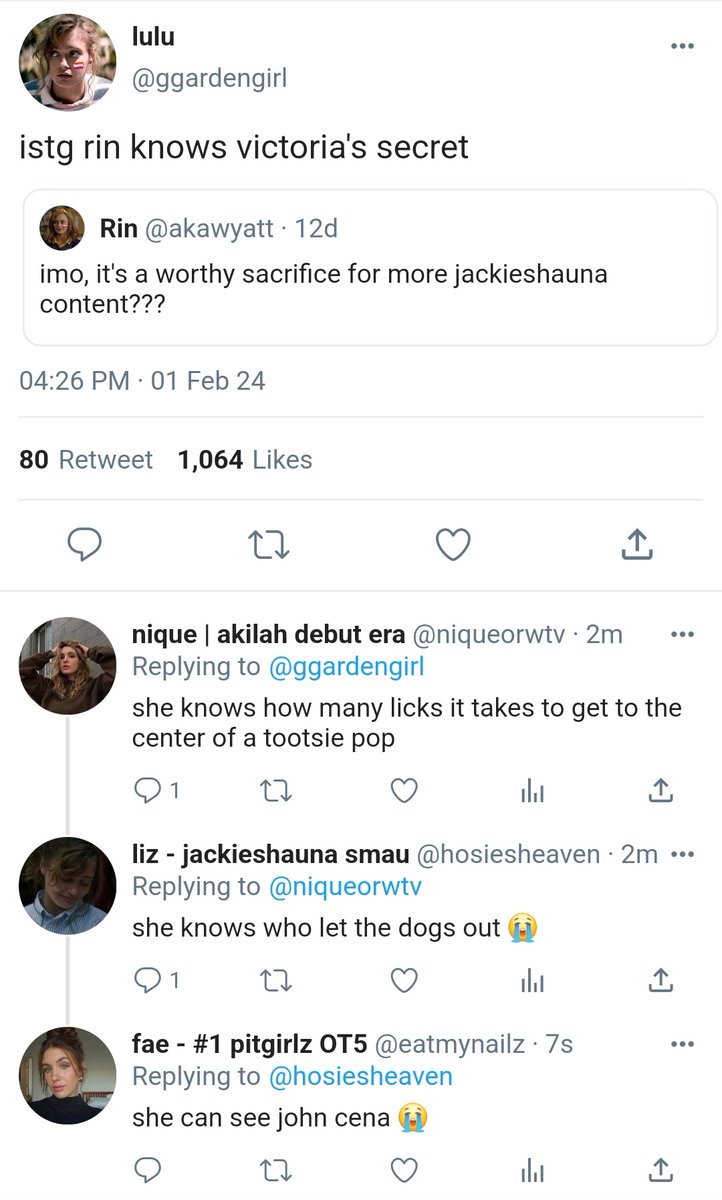 lulu
@ggardengirl
istg rin knows victoria's secret
Rin @akawyatt · 12d
imo, it's a worthy sacrifice for more jackieshauna
content???
04:26 PM · 01 Feb 24
80 Retweet 1,064 Likes
nique | akilah debut era @niqueorwtv · 2m
Replying to @ggardengirl
she knows how many licks it takes to get to the
center of a tootsie pop
1
liz - jackieshauna smau @hosiesheaven · 2m
Replying to @niqueorwtv
she knows who let the dogs out 😭
1
fae - #1 pitgirlz OT5 @eatmynailz · 7s
Replying to @hosiesheaven
she can see john cena 😭